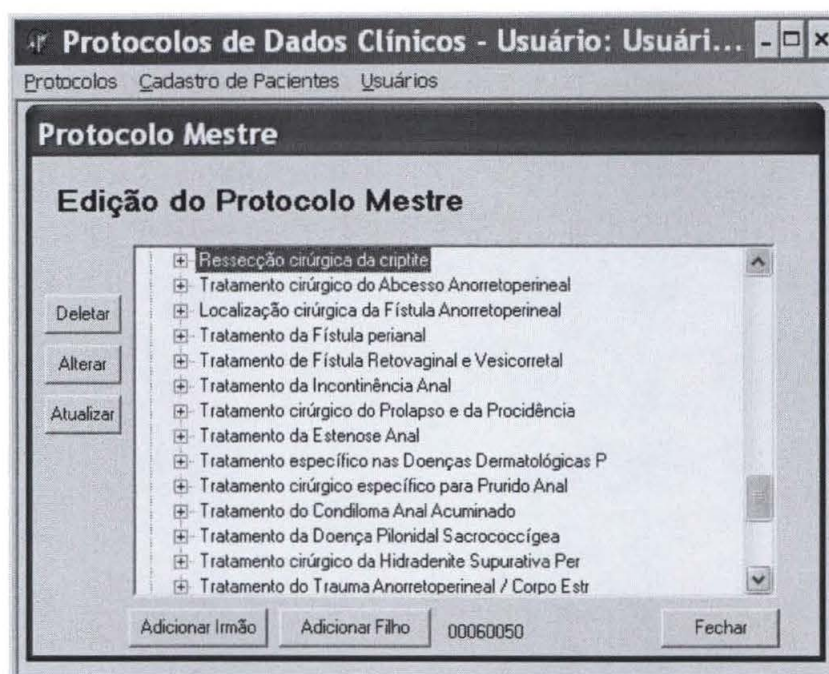 Protocolos de Dados Clínicos - Usuário: Usuári...
Protocolos Cadastro de Pacientes Usuários
Protocolo Mestre
Edição do Protocolo Mestre
Ressecção cirúrgica da criptite
Tratamento cirúrgico do Abcesso Anorretoperineal
Localização cirúrgica da Fístula Anorretoperineal
Tratamento da Fístula perianal
Tratamento de Fístula Retovaginal e Vesicorretal
Tratamento da Incontinência Anal
Tratamento cirúrgico do Prolapso e da Procidência
Tratamento da Estenose Anal
Tratamento específico nas Doenças Dermatológicas P
Tratamento cirúrgico específico para Prurido Anal
Tratamento do Condiloma Anal Acuminado
Tratamento da Doença Pilonidal Sacrococcígea
Tratamento cirúrgico da Hidradenite Supurativa Per
Tratamento do Trauma Anorretoperineal / Corpo Estr
Deletar
Alterar
Atualizar
Adicionar Irmão Adicionar Filho 00060050 Fechar